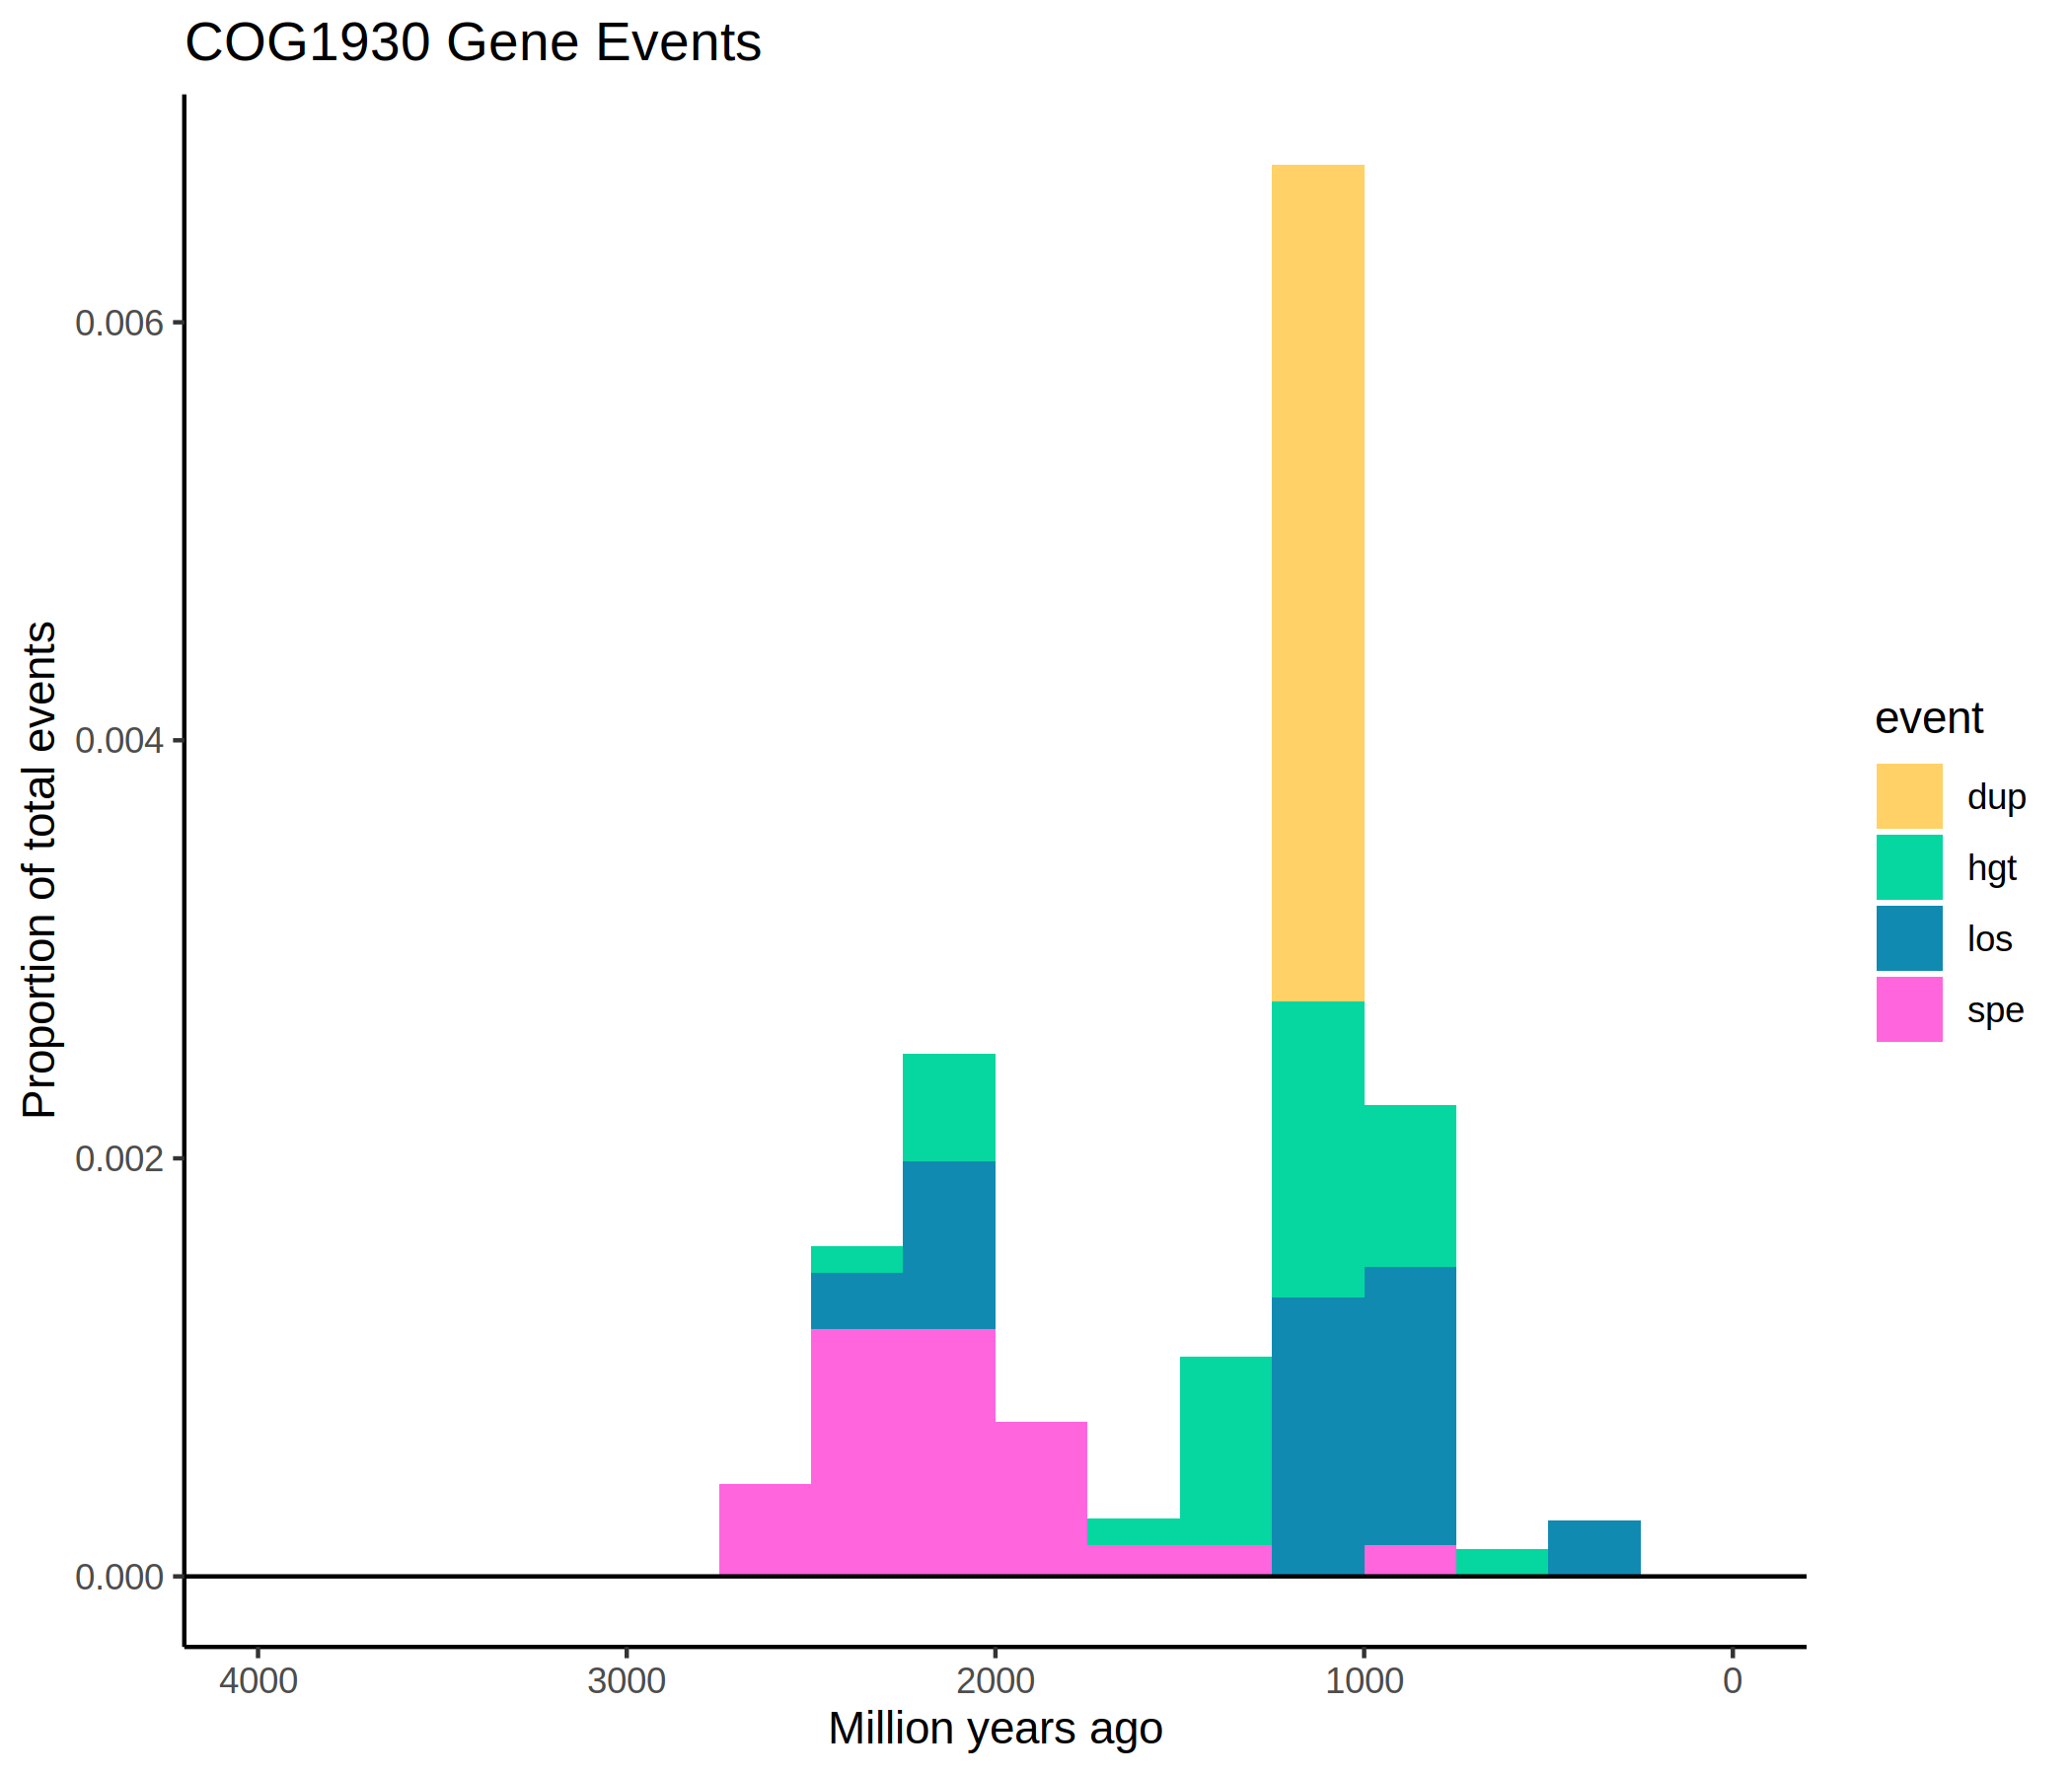 COG1930 Gene Events
Proportion of total events
0.006
0.004
0.002
0.000
4000 3000 2000 1000 0
Million years ago
event
dup
hgt
los
spe